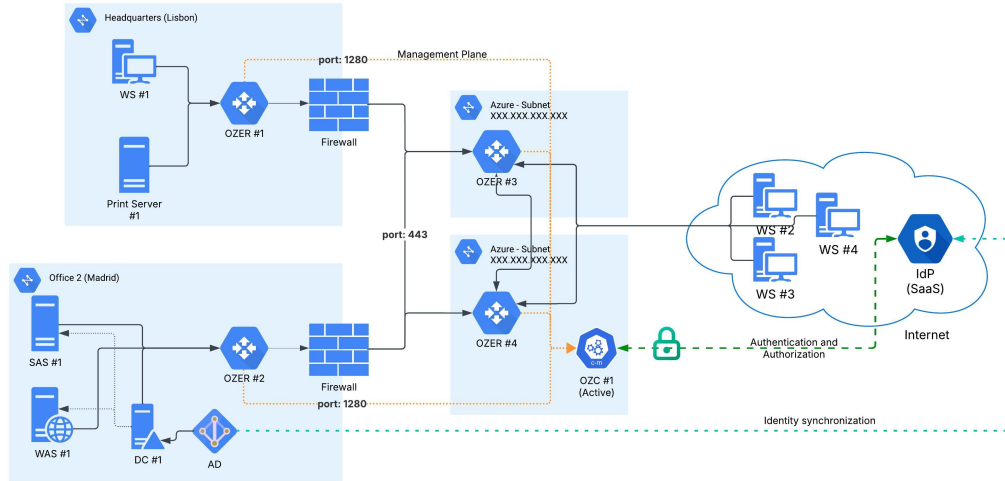 Headquarters (Lisbon)
WS #1
OZER #1
Print Server
#1
Firewall
port: 1280
Management Plane
Azure - Subnet
XXX.XXX.XXX.XXX
OZER #3
port: 443
Azure - Subnet
XXX.XXX.XXX.XXX
OZER #4
WS #2
WS #4
WS #3
IdP
(SaaS)
Internet
Office 2 (Madrid)
SAS #1
OZER #2
Firewall
port: 1280
WAS #1
DC #1
AD
c-m
OZC #1
(Active)
Authentication and
Authorization
Identity synchronization